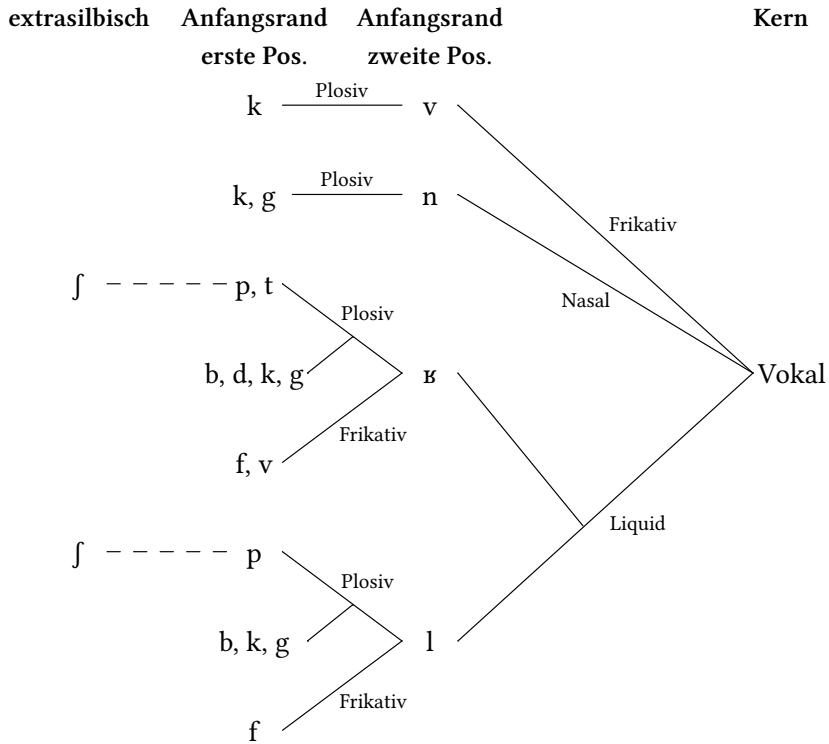 extrasilbisch Anfangsrand Anfangsrand Kern
erste Pos. zweite Pos.
k Plosiv v
k, g Plosiv n
Frikativ
ʃ p, t Nasal
Plosiv
b, d, k, g ʁ Vokal
Frikativ
f, v
Liquid
ʃ p
Plosiv
b, k, g l
Frikativ
f